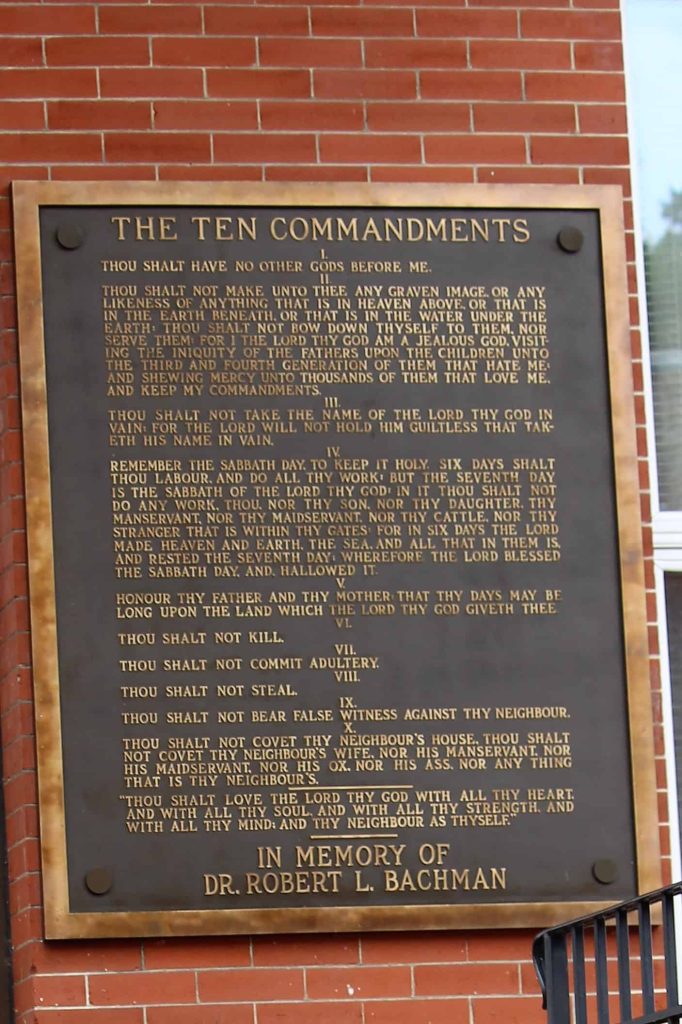 THE TEN COMMANDMENTS
I.
THOU SHALT HAVE NO OTHER GODS BEFORE ME.
II.
THOU SHALT NOT MAKE UNTO THEE ANY GRAVEN IMAGE, OR ANY
LIKENESS OF ANYTHING THAT IS IN HEAVEN ABOVE, OR THAT IS
IN THE EARTH BENEATH, OR THAT IS IN THE WATER UNDER THE
EARTH: THOU SHALT NOT BOW DOWN THYSELF TO THEM, NOR
SERVE THEM: FOR I THE LORD THY GOD AM A JEALOUS GOD, VISIT-
ING THE INIQUITY OF THE FATHERS UPON THE CHILDREN UNTO
THE THIRD AND FOURTH GENERATION OF THEM THAT HATE ME;
AND SHEWING MERCY UNTO THOUSANDS OF THEM THAT LOVE ME,
AND KEEP MY COMMANDMENTS.
III.
THOU SHALT NOT TAKE THE NAME OF THE LORD THY GOD IN
VAIN; FOR THE LORD WILL NOT HOLD HIM GUILTLESS THAT TAK-
ETH HIS NAME IN VAIN.
IV.
REMEMBER THE SABBATH DAY, TO KEEP IT HOLY. SIX DAYS SHALT
THOU LABOUR, AND DO ALL THY WORK; BUT THE SEVENTH DAY
IS THE SABBATH OF THE LORD THY GOD: IN IT THOU SHALT NOT
DO ANY WORK, THOU, NOR THY SON, NOR THY DAUGHTER, THY
MANSERVANT, NOR THY MAIDSERVANT, NOR THY CATTLE, NOR THY
STRANGER THAT IS WITHIN THY GATES: FOR IN SIX DAYS THE LORD
MADE HEAVEN AND EARTH, THE SEA, AND ALL THAT IN THEM IS,
AND RESTED THE SEVENTH DAY: WHEREFORE THE LORD BLESSED
THE SABBATH DAY, AND HALLOWED IT.
V.
HONOUR THY FATHER AND THY MOTHER: THAT THY DAYS MAY BE
LONG UPON THE LAND WHICH THE LORD THY GOD GIVETH THEE.
VI.
THOU SHALT NOT KILL.
VII.
THOU SHALT NOT COMMIT ADULTERY.
VIII.
THOU SHALT NOT STEAL.
IX.
THOU SHALT NOT BEAR FALSE WITNESS AGAINST THY NEIGHBOUR.
X.
THOU SHALT NOT COVET THY NEIGHBOUR'S HOUSE, THOU SHALT
NOT COVET THY NEIGHBOUR'S WIFE, NOR HIS MANSERVANT, NOR
HIS MAIDSERVANT, NOR HIS OX, NOR HIS ASS, NOR ANY THING
THAT IS THY NEIGHBOUR'S.
"THOU SHALT LOVE THE LORD THY GOD WITH ALL THY HEART,
AND WITH ALL THY SOUL, AND WITH ALL THY STRENGTH, AND
WITH ALL THY MIND; AND THY NEIGHBOUR AS THYSELF."
IN MEMORY OF
DR. ROBERT L. BACHMAN